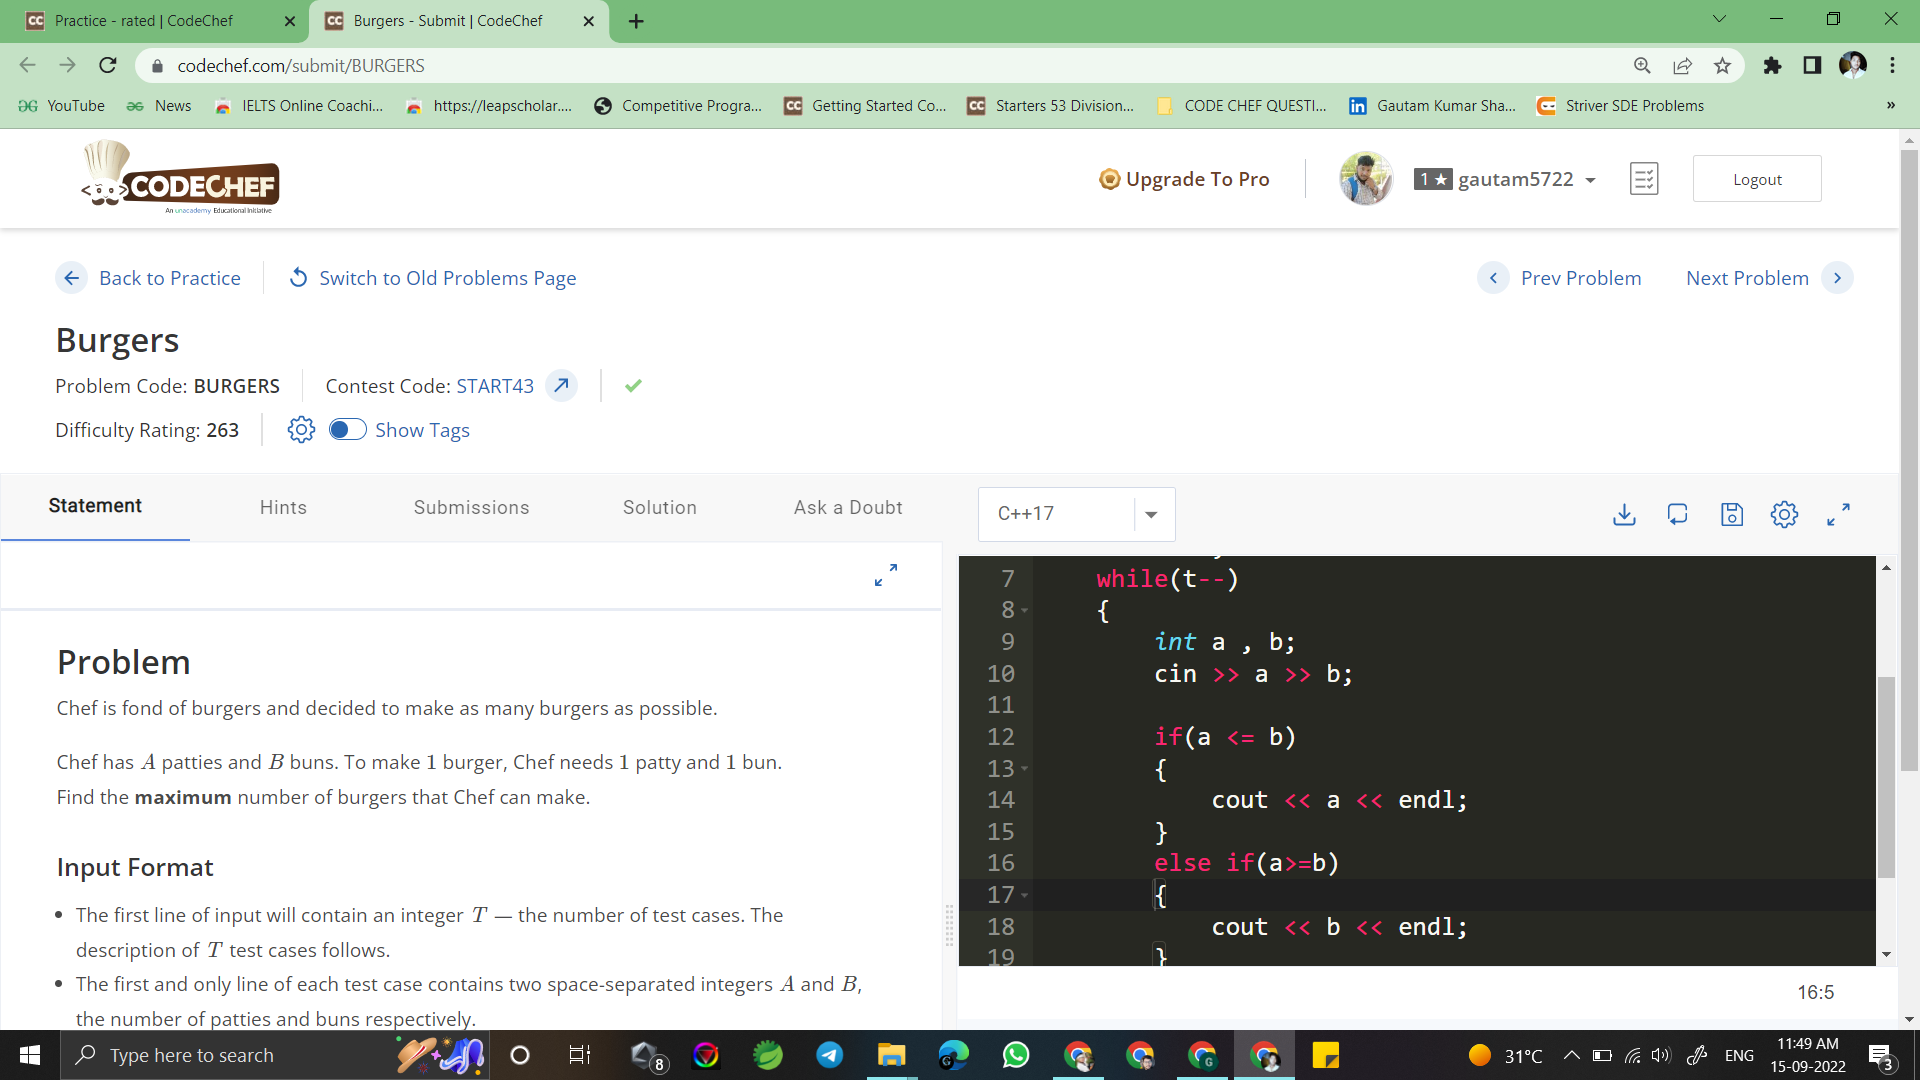 Practice - rated | CodeChef
Burgers - Submit | CodeChef
codechef.com/submit/BURGERS
YouTube
News
IELTS Online Coachi...
https://leapscholar....
Competitive Progra...
Getting Started Co...
Starters 53 Division...
CODE CHEF QUESTI...
Gautam Kumar Sha...
Striver SDE Problems
»
CODECHEF
An unacademy Educational Initiative
Upgrade To Pro
1★ gautam5722
Logout
Back to Practice
Switch to Old Problems Page
Prev Problem
Next Problem
Burgers
Problem Code: BURGERS
Contest Code: START43
Difficulty Rating: 263
Show Tags
Statement
Hints
Submissions
Solution
Ask a Doubt
C++17
Problem
Chef is fond of burgers and decided to make as many burgers as possible.
Chef has A patties and B buns. To make 1 burger, Chef needs 1 patty and 1 bun.
Find the maximum number of burgers that Chef can make.
Input Format
• The first line of input will contain an integer T — the number of test cases. The
description of T test cases follows.
• The first and only line of each test case contains two space-separated integers A and B,
the number of patties and buns respectively.
7 while(t--)
8 {
9 int a , b;
10 cin >> a >> b;
11
12 if(a <= b)
13 {
14 cout << a << endl;
15 }
16 else if(a>=b)
17 {
18 cout << b << endl;
19 }
16:5
Type here to search
8
31°C
ENG
11:49 AM
15-09-2022
3